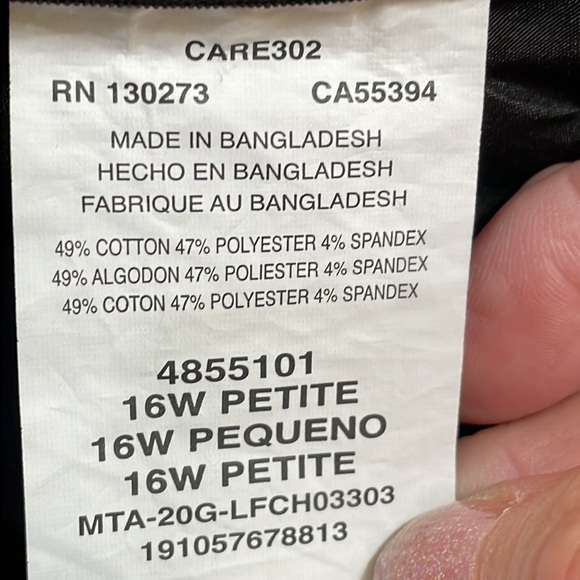 CARE302
RN 130273 CA55394
MADE IN BANGLADESH
HECHO EN BANGLADESH
FABRIQUE AU BANGLADESH
49% COTTON 47% POLYESTER 4% SPANDEX
49% ALGODON 47% POLIESTER 4% SPANDEX
49% COTON 47% POLYESTER 4% SPANDEX
4855101
16W PETITE
16W PEQUENO
16W PETITE
MTA-20G-LFCH03303
191057678813